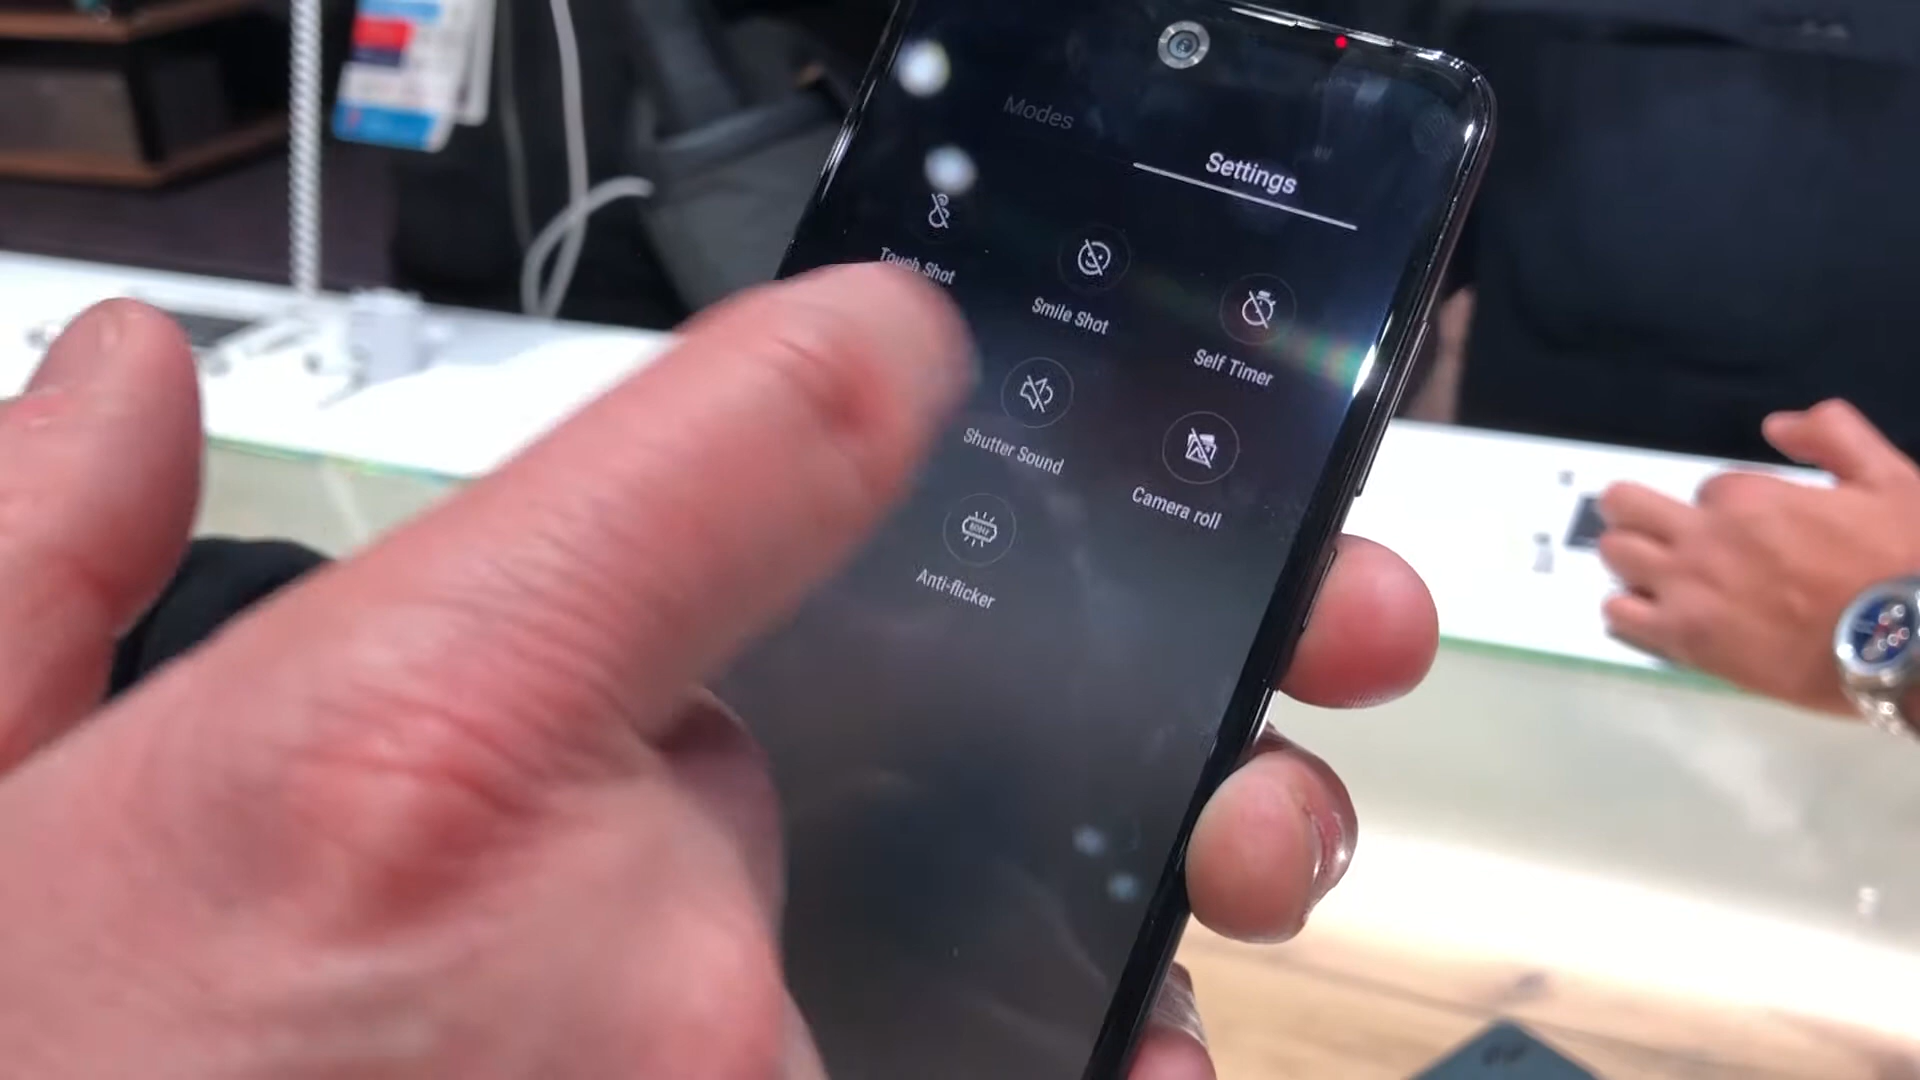 Modes
Settings
Touch Shot
Smile Shot
Self Timer
Shutter Sound
Camera roll
Anti-flicker